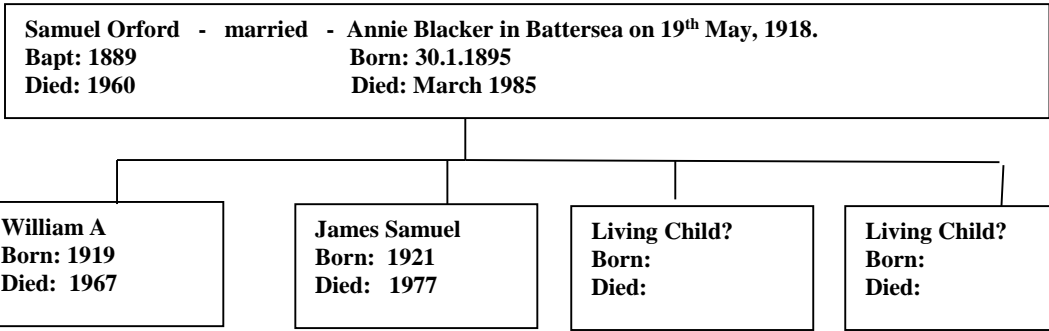 Samuel Orford - married - Annie Blacker in Battersea on 19th May, 1918.
Bapt: 1889 Born: 30.1.1895
Died: 1960 Died: March 1985
William A
Born: 1919
Died: 1967
James Samuel
Born: 1921
Died: 1977
Living Child?
Born:
Died:
Living Child?
Born:
Died: